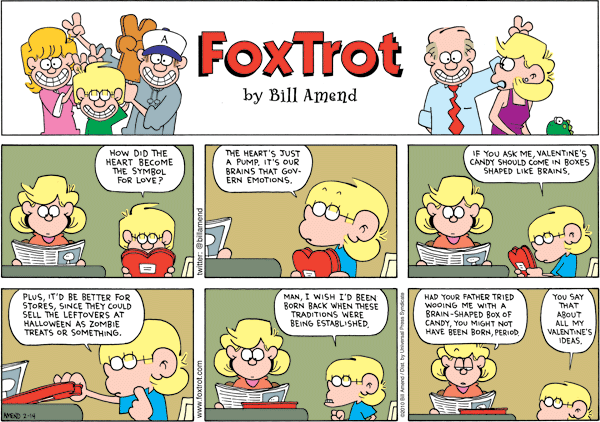 A
FoxTrot
by Bill Amend
HOW DID THE
HEART BECOME
THE SYMBOL
FOR LOVE?
twitter: @billamend
THE HEART'S JUST
A PUMP. IT'S OUR
BRAINS THAT GOV-
ERN EMOTIONS.
IF YOU ASK ME, VALENTINE'S
CANDY SHOULD COME IN BOXES
SHAPED LIKE BRAINS.
PLUS, IT'D BE BETTER FOR
STORES, SINCE THEY COULD
SELL THE LEFTOVERS AT
HALLOWEEN AS ZOMBIE
TREATS OR SOMETHING.
AMEND 2-14
www.foxtrot.com
MAN, I WISH I'D BEEN
BORN BACK WHEN THESE
TRADITIONS WERE
BEING ESTABLISHED.
©2010 Bill Amend / Dist. by Universal Press Syndicate
HAD YOUR FATHER TRIED
WOOING ME WITH A
BRAIN-SHAPED BOX OF
CANDY, YOU MIGHT NOT
HAVE BEEN BORN, PERIOD.
YOU SAY
THAT
ABOUT
ALL MY
VALENTINE'S
IDEAS.